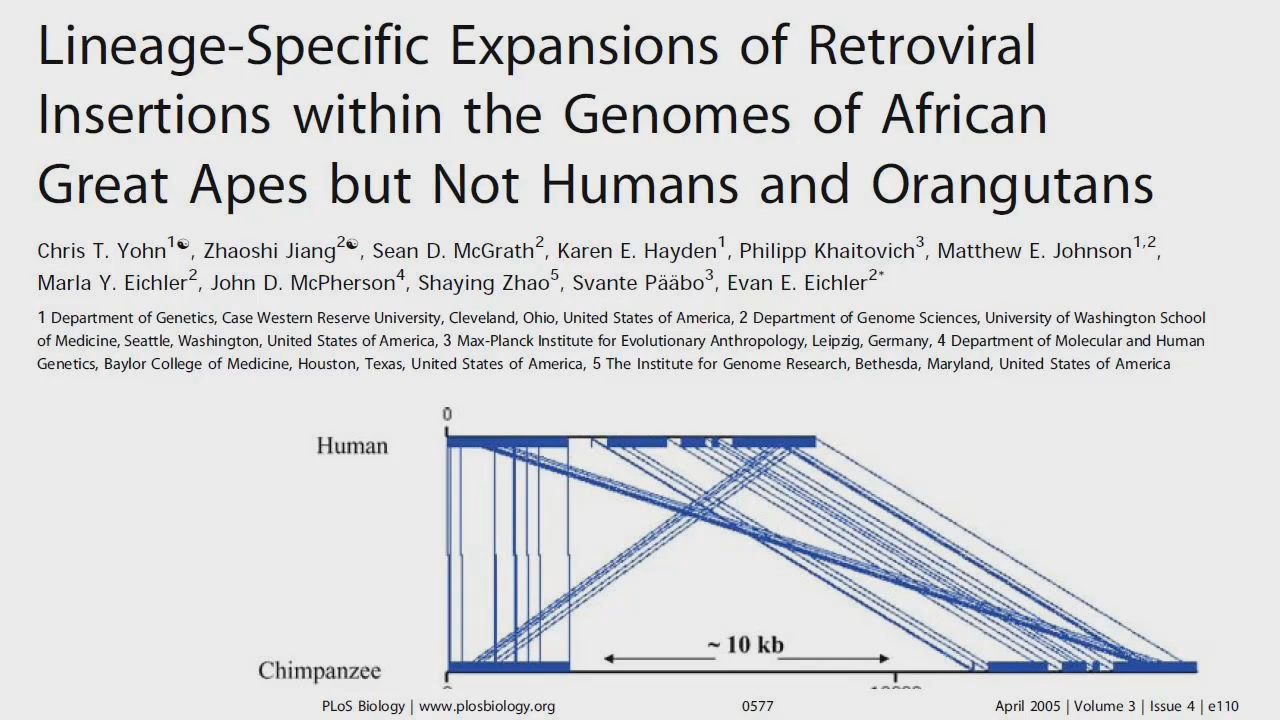 Lineage-Specific Expansions of Retroviral
Insertions within the Genomes of African
Great Apes but Not Humans and Orangutans
Chris T. Yohn1☯, Zhaoshi Jiang2☯, Sean D. McGrath2, Karen E. Hayden1, Philipp Khaitovich3, Matthew E. Johnson1,2,
Marla Y. Eichler2, John D. McPherson4, Shaying Zhao5, Svante Pääbo3, Evan E. Eichler2*
1 Department of Genetics, Case Western Reserve University, Cleveland, Ohio, United States of America, 2 Department of Genome Sciences, University of Washington School
of Medicine, Seattle, Washington, United States of America, 3 Max-Planck Institute for Evolutionary Anthropology, Leipzig, Germany, 4 Department of Molecular and Human
Genetics, Baylor College of Medicine, Houston, Texas, United States of America, 5 The Institute for Genome Research, Bethesda, Maryland, United States of America
0
Human
~ 10 kb
Chimpanzee
PLoS Biology | www.plosbiology.org 0577 April 2005 | Volume 3 | Issue 4 | e110